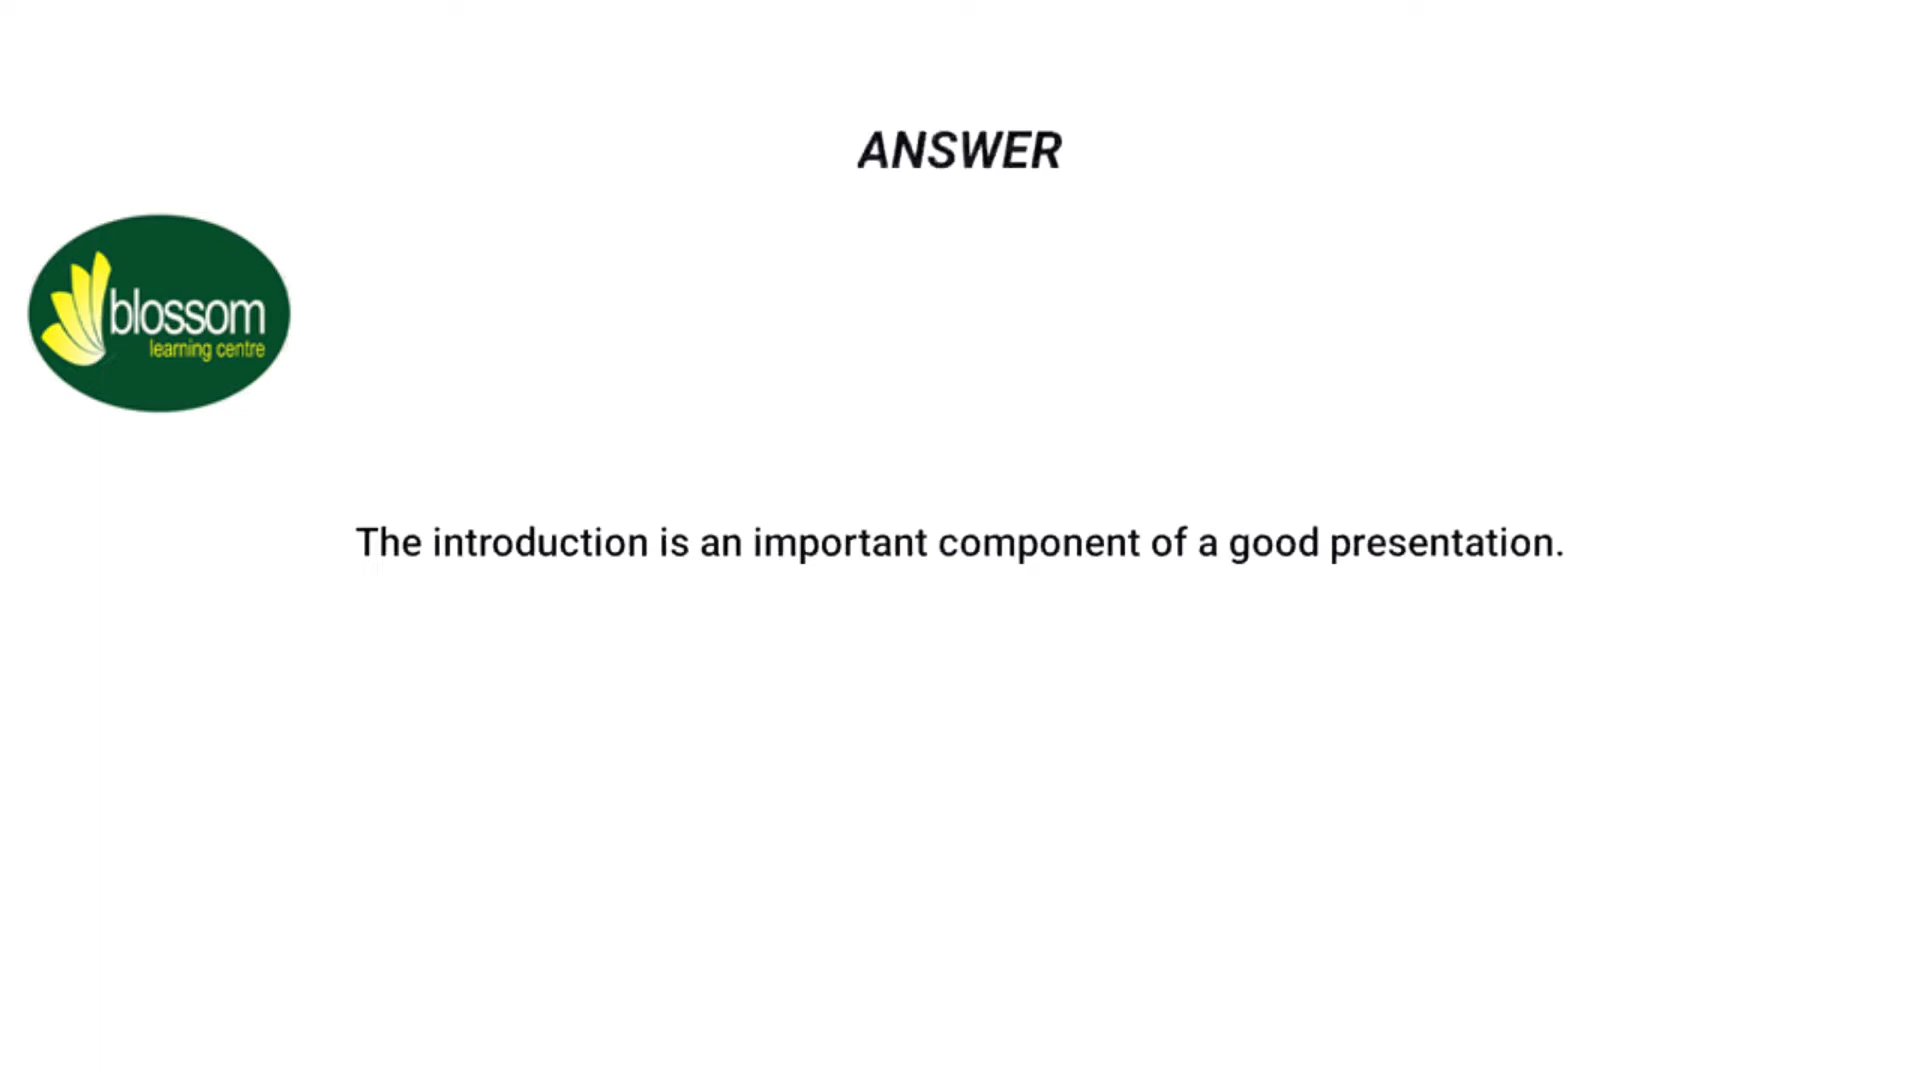 ANSWER
blossom
learning centre
The introduction is an important component of a good presentation.